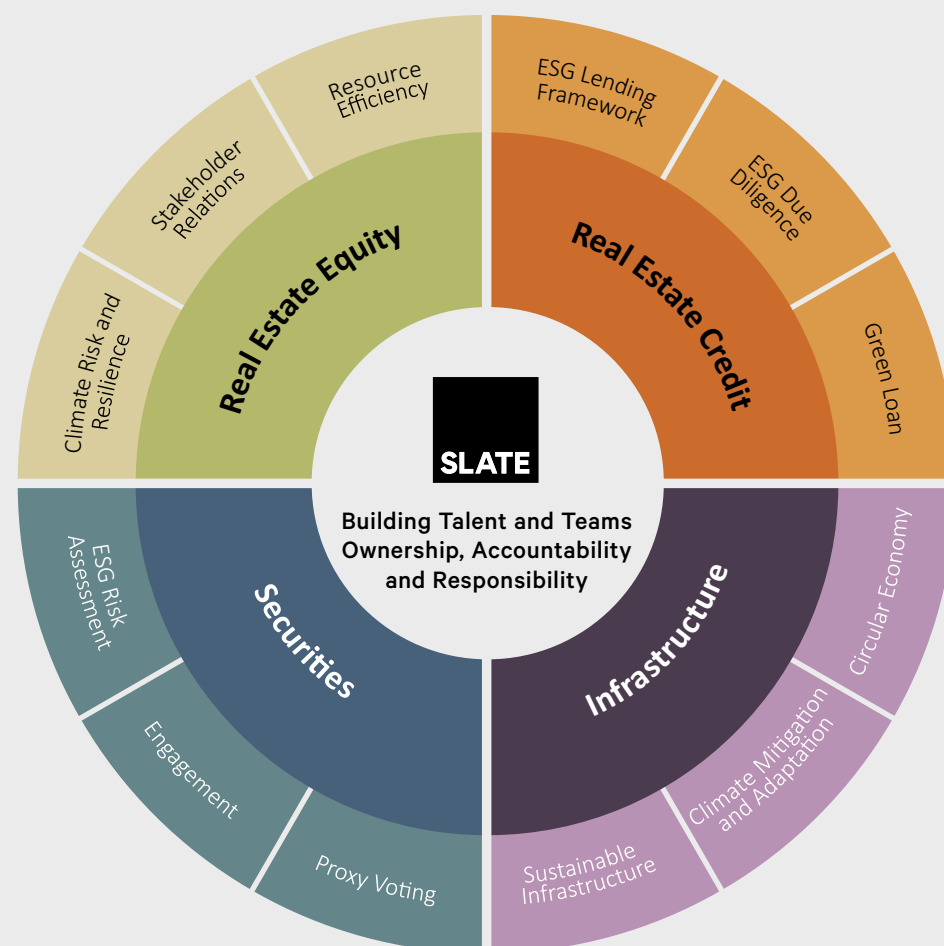 Resource
Efficiency
Stakeholder
Relations
Climate Risk and
Resilience
Real Estate Equity
ESG Lending
Framework
ESG Due
Diligence
Green Loan
Real Estate Credit
SLATE
Building Talent and Teams
Ownership, Accountability
and Responsibility
ESG Risk
Assessment
Engagement
Proxy Voting
Securities
Infrastructure
Circular Economy
Climate Mitigation
and Adaptation
Sustainable
Infrastructure